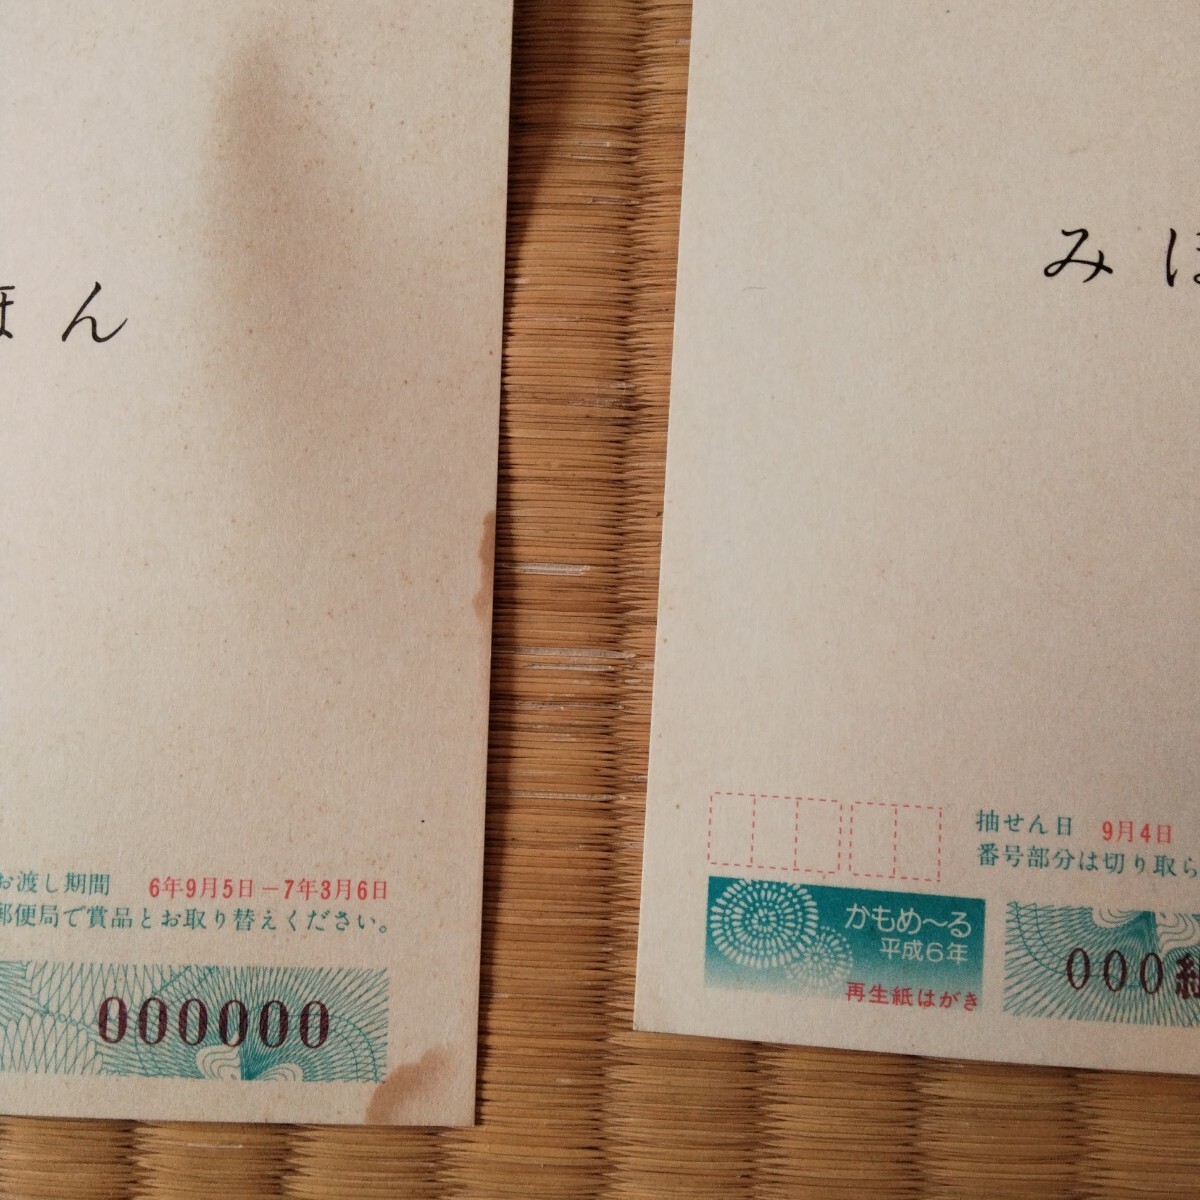 ほん
お渡し期間 6年9月5日－7年3月6日
郵便局で賞品とお取り替えください。
000000
みほ
抽せん日 9月4日
番号部分は切り取ら
かもめ～る
平成6年
再生紙はがき
000組